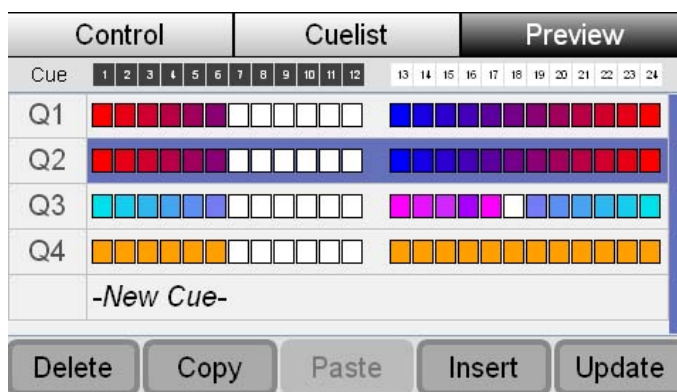 Control Cuelist Preview
Cue 1 2 3 4 5 6 7 8 9 10 11 12 13 14 15 16 17 18 19 20 21 22 23 24
Q1
Q2
Q3
Q4
-New Cue-
Delete Copy Paste Insert Update